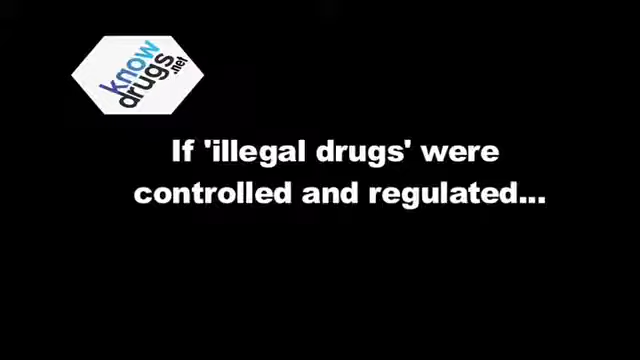 know
drugs
.net
If 'illegal drugs' were
controlled and regulated...